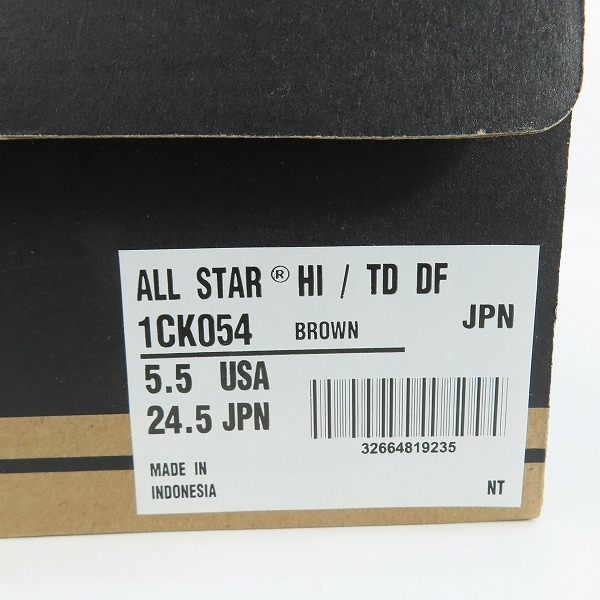 ALL STAR® HI / TD DF
1CK054 BROWN JPN
5.5 USA
24.5 JPN
32664819235
MADE IN
INDONESIA
NT